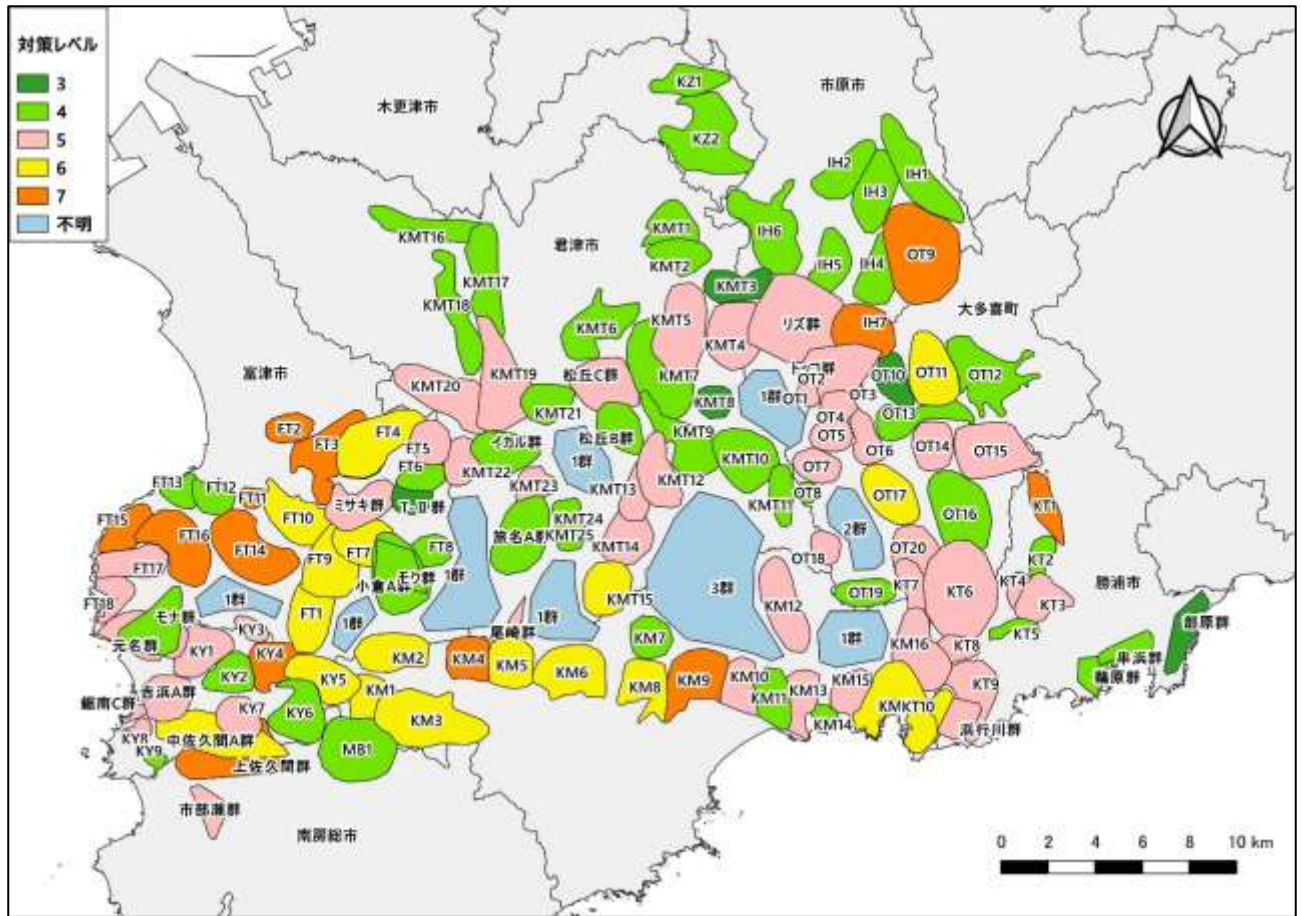 対策レベル
3
4
5
6
7
不明
木更津市
市原市
君津市
大多喜町
富津市
勝浦市
南房総市
KZ1
KZ2
IH2
IH1
IH3
KMT16
KMT1
IH6
KMT2
IH5
IH4
OT9
KMT17
KMT3
KMT18
KMT5
リズ群
IH7
KMT6
KMT4
KMT19
KMT7
OT2
OT10
OT11
OT12
KMT20
松丘C群
KMT8
1群
OT1
OT3
KMT21
OT4
OT13
FT2
FT3
FT4
FT5
イカル群
松丘B群
KMT9
OT5
OT6
OT14
OT15
FT6
KMT22
1群
KMT10
OT7
FT13
FT12
FT11
ミサキ群
KMT23
KMT13
KMT12
KMT11
OT8
OT17
KT1
FT15
FT16
FT10
KMT24
OT16
FT14
FT9
FT7
FT8
旅名A群
KMT25
KMT14
3群
2群
OT18
OT20
KT2
FT17
小倉A群
モク群
1群
KT7
KT6
KT4
FT18
1群
FT1
1群
1群
KMT15
KM12
OT19
KT3
モナ群
元名群
KY3
尾崎群
KM7
1群
KM16
KT8
KT5
部原群
KY1
KY4
KM2
KM4
KM5
KM6
串浜群
KY2
KY5
KM8
KM9
KM10
KM13
KM15
KT9
吉浜A群
KM1
KM11
鋸南C群
KY7
KY6
KM3
KM14
KMKT10
浜行川群
KY8
中佐久間A群
KY9
MB1
上佐久間群
市部瀬群
0 2 4 6 8 10 km